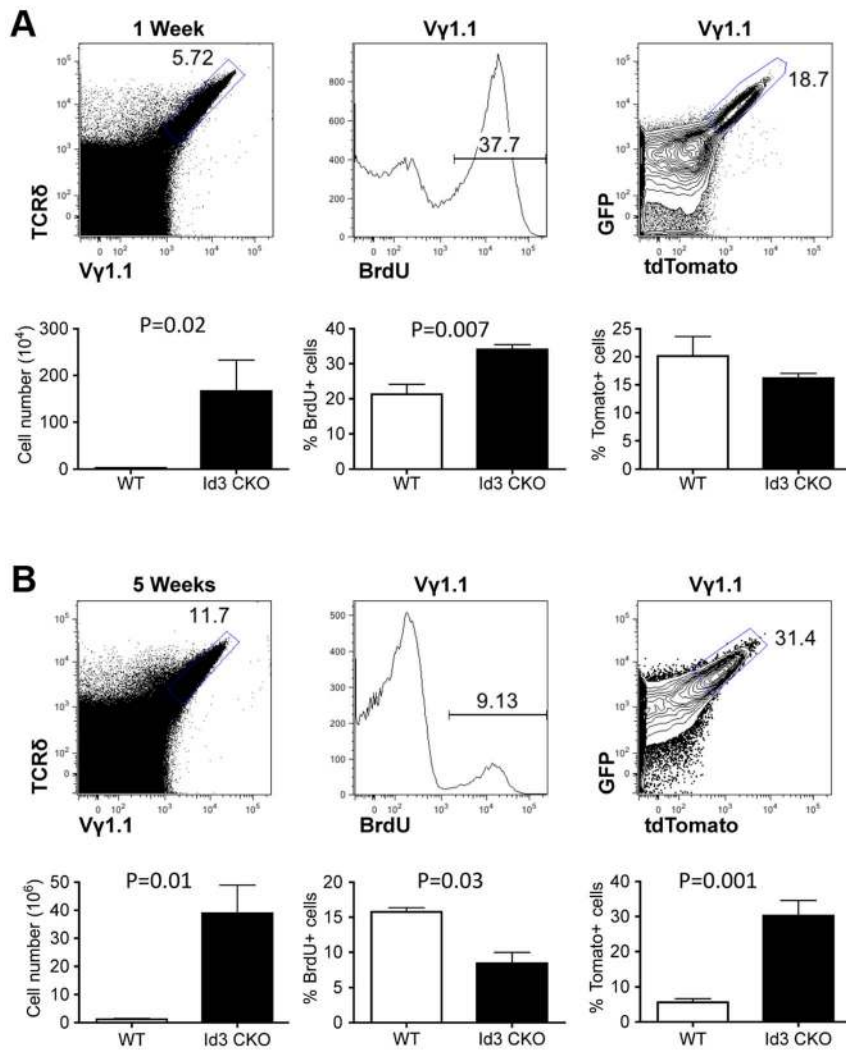 A
1 Week
Vγ1.1
Vγ1.1
5.72
37.7
18.7
10⁵
10⁴
10³
10²
0
TCRδ
0 10² 10³ 10⁴ 10⁵
Vγ1.1
800
600
400
200
0
0 10² 10³ 10⁴ 10⁵
BrdU
10⁵
10⁴
10³
10²
0
GFP
0 10² 10³ 10⁴ 10⁵
tdTomato
P=0.02
Cell number (10⁴)
300
200
100
0
WT Id3 CKO
P=0.007
% BrdU+ cells
40
30
20
10
0
WT Id3 CKO
% Tomato+ cells
25
20
15
10
5
0
WT Id3 CKO
B
5 Weeks
Vγ1.1
Vγ1.1
11.7
9.13
31.4
10⁵
10⁴
10³
10²
0
TCRδ
0 10² 10³ 10⁴ 10⁵
Vγ1.1
500
400
300
200
100
0
0 10² 10³ 10⁴ 10⁵
BrdU
10⁵
10⁴
10³
10²
0
GFP
0 10² 10³ 10⁴ 10⁵
tdTomato
P=0.01
Cell number (10⁶)
50
40
30
20
10
0
WT Id3 CKO
P=0.03
% BrdU+ cells
20
15
10
5
0
WT Id3 CKO
P=0.001
% Tomato+ cells
40
30
20
10
0
WT Id3 CKO